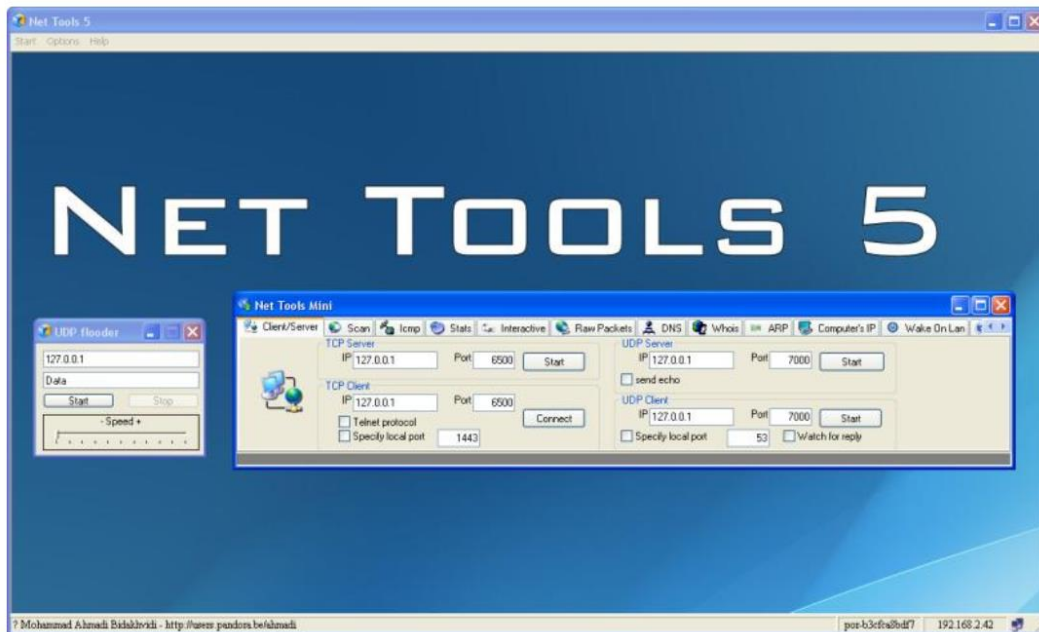 Net Tools 5
Start Options Help
NET TOOLS 5
UDP flooder
127.0.0.1
Data
Start Stop
- Speed +
Net Tools Mini
Client/Server Scan Icmp Stats Interactive Raw Packets DNS Whois ARP Computer's IP Wake On Lan
TCP Server
IP 127.0.0.1 Port 6500 Start
TCP Client
IP 127.0.0.1 Port 6500
Telnet protocol
Connect
Specify local port 1443
UDP Server
IP 127.0.0.1 Port 7000 Start
send echo
UDP Client
IP 127.0.0.1 Port 7000 Start
Specify local port 53 Watch for reply
? Mohammad Ahmadi Bidakhvidi - http://users.pandora.be/ahmadi
192.168.2.42